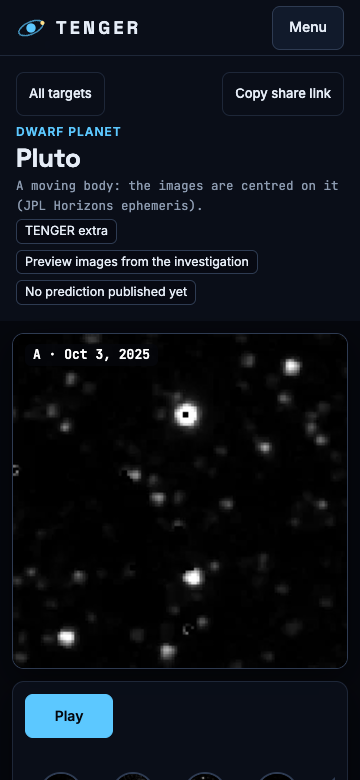 TENGER
Menu
All targets
Copy share link
DWARF PLANET
Pluto
A moving body: the images are centred on it
(JPL Horizons ephemeris).
TENGER extra
Preview images from the investigation
No prediction published yet
A · Oct 3, 2025
Play